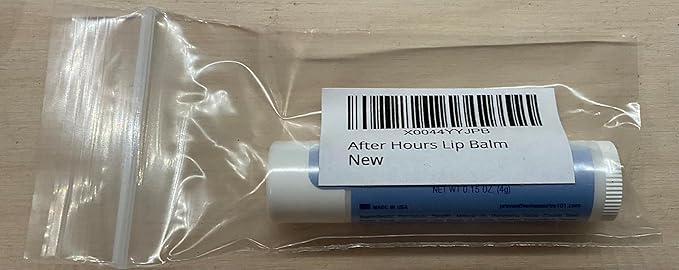 X0044YYJPB
After Hours Lip Balm
New
NET WT 0.15 OZ. (4g)
MADE IN USA